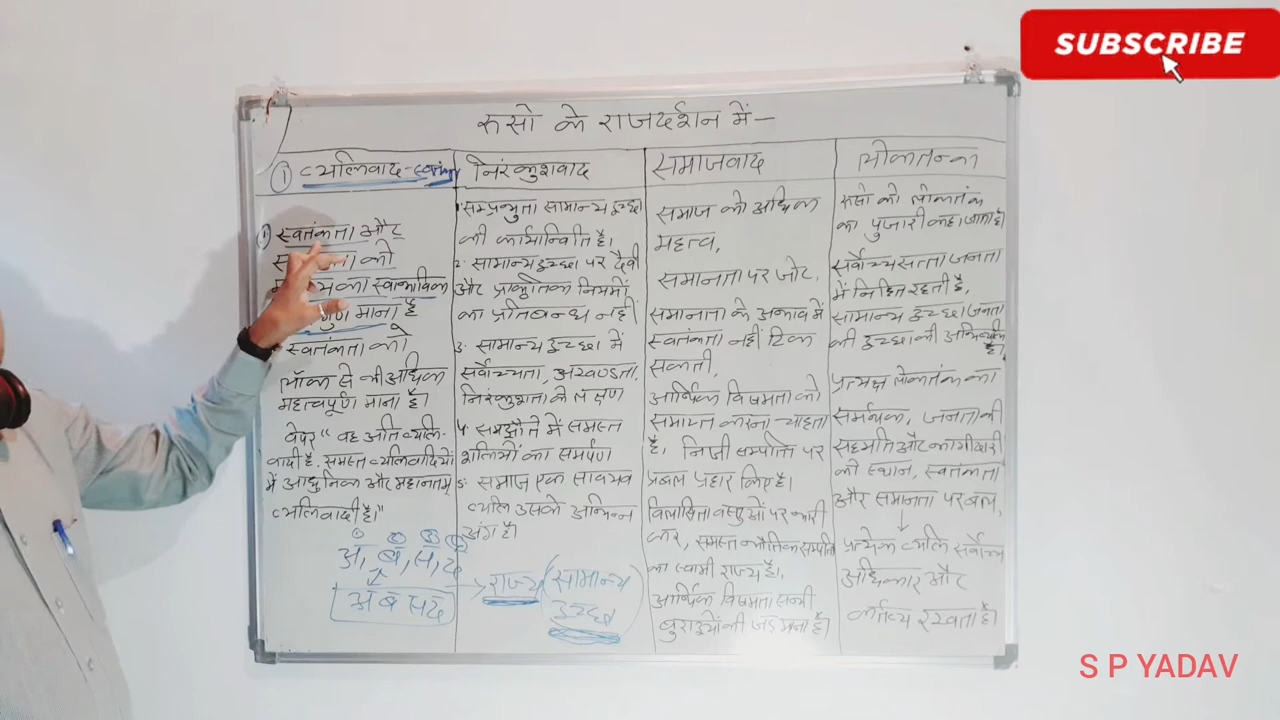 SUBSCRIBE
रूसो के राजदर्शन में—
① व्यक्तिवाद-
① स्वतंत्रता और
को
का स्वाभाविक
गुण माना है
स्वतंत्रता को
लॉक से भी अधिक
महत्वपूर्ण माना है।
वेपर " वह अति व्यक्ति-
वादी है. समस्त व्यक्तिवादियों
में आधुनिक और महानतम्
व्यक्तिवादी है।"
अ, ब, स, द
अ ब स द
राज्य (सामान्य
इच्छा
निरंकुशवाद
सम्प्रभुता सामान्य इच्छा
की कार्यान्विति है।
2. सामान्य इच्छा पर दैवी
और प्राकृतिक नियमों
का प्रतिबन्ध नहीं
3. सामान्य इच्छा में
सर्वोच्चता, अखण्डता,
निरंकुशता के लक्षण
4. समझौते में समस्त
शक्तियों का समर्पण
5. समाज एक सावयव
व्यक्ति उसके अभिन्न
अंग है।
समाजवाद
समाज को अधिक
महत्व,
समानता पर जोर,
समानता के अभाव में
स्वतंत्रता नहीं टिक
सकती,
आर्थिक विषमता को
समाप्त करना चाहता
है, निजी सम्पत्ति पर
प्रबल प्रहार किए है।
विलासिता वस्तुओं पर भारी
कर, समस्त भौतिक सम्पत्ति
का स्वामी राज्य है।,
आर्थिक विषमता सभी
बुराइयों की जड़ माना है।
लोकतन्त्र
रूसो को लोकतंत्र
का पुजारी कहा जाता है।
सर्वोच्च सत्ता जनता
में निहित रहती है,
सामान्य इच्छा जनता
की इच्छा की अभिव्यक्ति
है।
प्रत्यक्ष लोकतंत्र का
समर्थक, जनता की
सहमति और भागीदारी
को स्थान, स्वतंत्रता
और समानता पर बल,
प्रत्येक व्यक्ति सर्वोच्च
अधिकार और
कर्तव्य रखता है।
S P YADAV